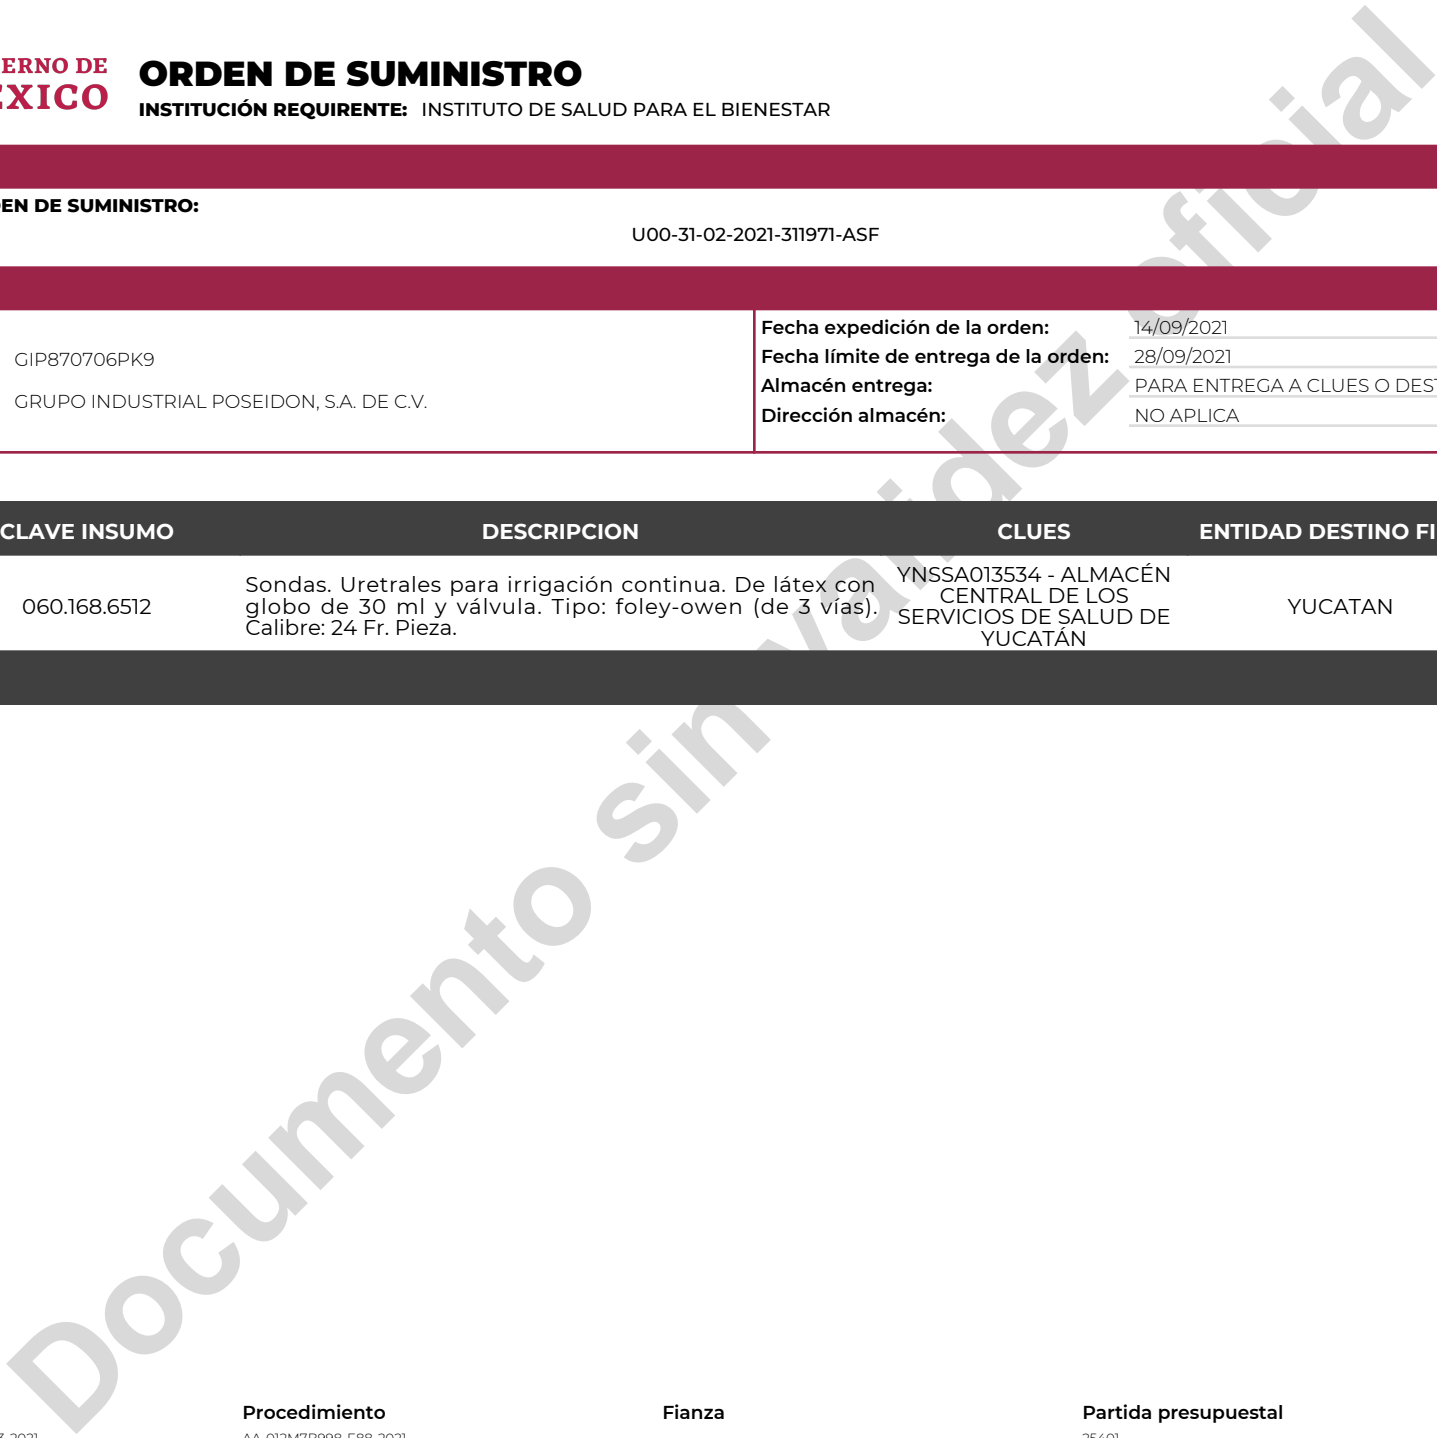 ERNO DE
ÉXICO
ORDEN DE SUMINISTRO
INSTITUCIÓN REQUIRENTE: INSTITUTO DE SALUD PARA EL BIENESTAR
EN DE SUMINISTRO:
U00-31-02-2021-311971-ASF
GIP870706PK9
GRUPO INDUSTRIAL POSEIDON, S.A. DE C.V.
Fecha expedición de la orden: 14/09/2021
Fecha límite de entrega de la orden: 28/09/2021
Almacén entrega: PARA ENTREGA A CLUES O DEST
Dirección almacén: NO APLICA
CLAVE INSUMO DESCRIPCION CLUES ENTIDAD DESTINO FI
060.168.6512
Sondas. Uretrales para irrigación continua. De látex con
globo de 30 ml y válvula. Tipo: foley-owen (de 3 vías).
Calibre: 24 Fr. Pieza.
YNSSA013534 - ALMACÉN
CENTRAL DE LOS
SERVICIOS DE SALUD DE
YUCATÁN
YUCATAN
Documento sin validez oficial
Procedimiento Fianza Partida presupuestal